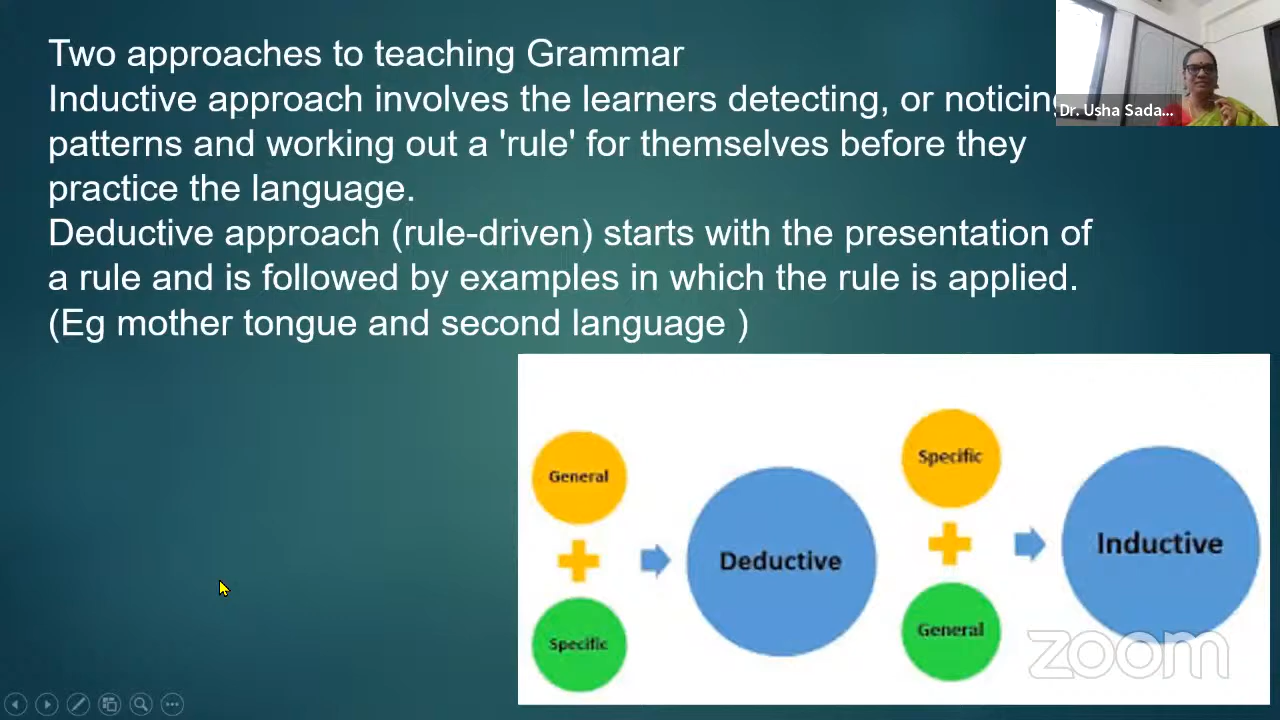 Two approaches to teaching Grammar
Inductive approach involves the learners detecting, or noticing
patterns and working out a 'rule' for themselves before they
practice the language.
Deductive approach (rule-driven) starts with the presentation of
a rule and is followed by examples in which the rule is applied.
(Eg mother tongue and second language )
Dr. Usha Sada...
General
Specific
Deductive
Specific
General
Inductive
zoom